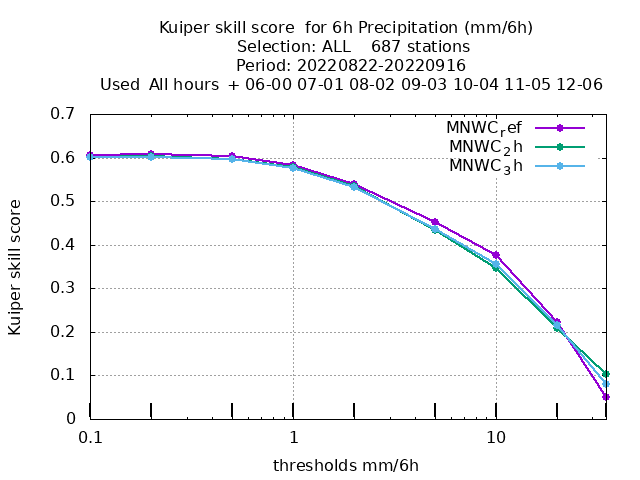 Kuiper skill score  for 6h Precipitation (mm/6h)
Selection: ALL    687 stations
Period: 20220822-20220916
Used  All hours  + 06-00 07-01 08-02 09-03 10-04 11-05 12-06
0.7
0.6
0.5
0.4
0.3
0.2
0.1
0
Kuiper skill score
MNWCref
MNWC2h
MNWC3h
0.1
1
10
thresholds mm/6h